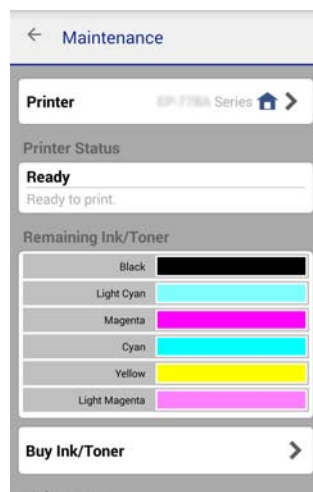 Maintenance
Printer Series
Printer Status
Ready
Ready to print.
Remaining Ink/Toner
Black
Light Cyan
Magenta
Cyan
Yellow
Light Magenta
Buy Ink/Toner